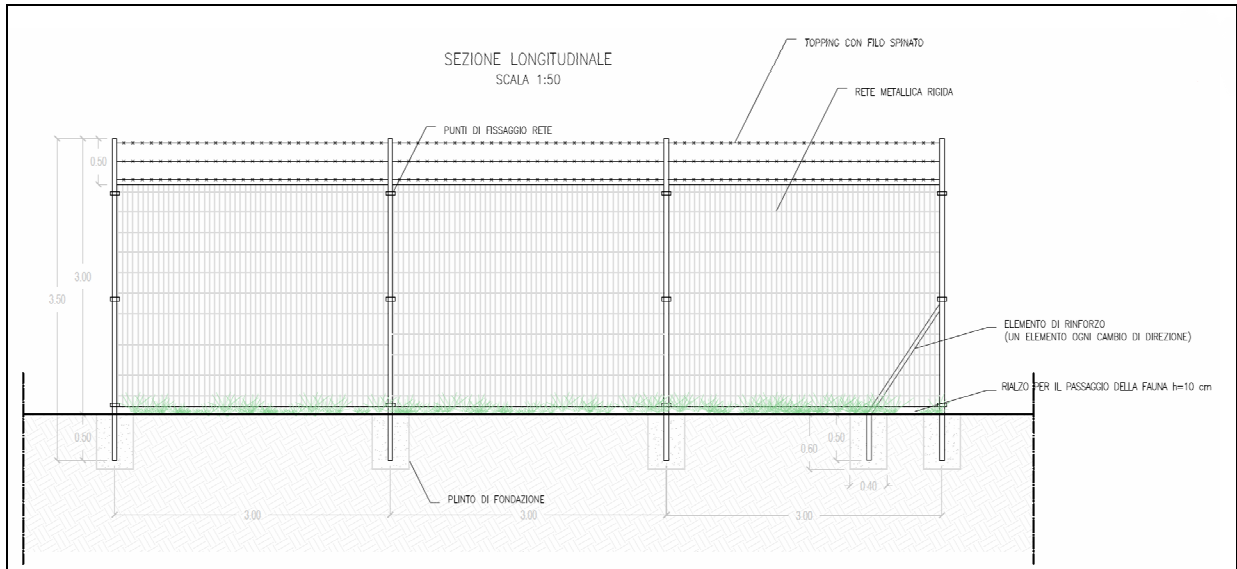 SEZIONE LONGITUDINALE
SCALA 1:50
TOPPING CON FILO SPINATO
RETE METALLICA RIGIDA
PUNTI DI FISSAGGIO RETE
0.50
3.00
3.50
ELEMENTO DI RINFORZO
(UN ELEMENTO OGNI CAMBIO DI DIREZIONE)
RIALZO PER IL PASSAGGIO DELLA FAUNA h=10 cm
0.50
0.60
0.50
0.40
PLINTO DI FONDAZIONE
3.00
3.00
3.00